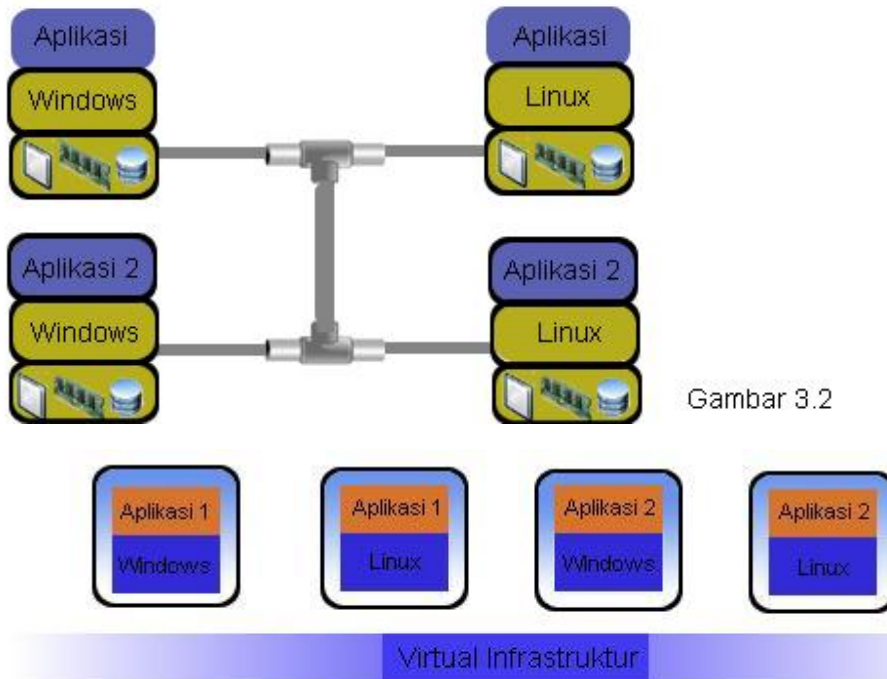 Aplikasi
Aplikasi
Windows
Linux
Aplikasi 2
Aplikasi 2
Windows
Linux
Gambar 3.2
Aplikasi 1
Aplikasi 1
Aplikasi 2
Aplikasi 2
Windows
Linux
Windows
Linux
Virtual Infrastruktur